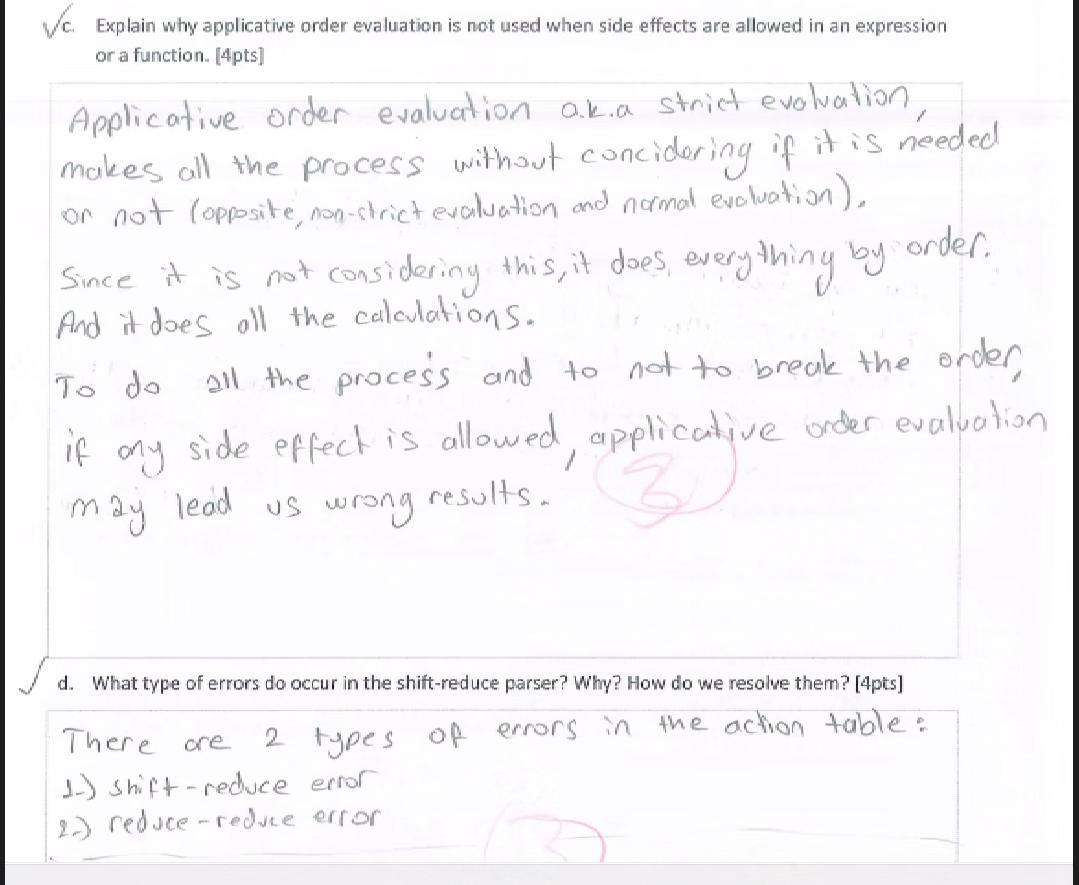 c. Explain why applicative order evaluation is not used when side effects are allowed in an expression
or a function. [4pts]
Applicative order evaluation a.k.a strict evolvation,
makes all the process without concidering if it is needed
or not (opposite, non-strict evaluation and normal evaluation).
Since it is not considering this, it does everything by order.
And it does all the calculations.
To do all the process and to not to break the order,
if any side effect is allowed, applicative order evaluation
may lead us wrong results.
3
d. What type of errors do occur in the shift-reduce parser? Why? How do we resolve them? [4pts]
There are 2 types of errors in the action table:
1.) shift-reduce error
2.) reduce-reduce error